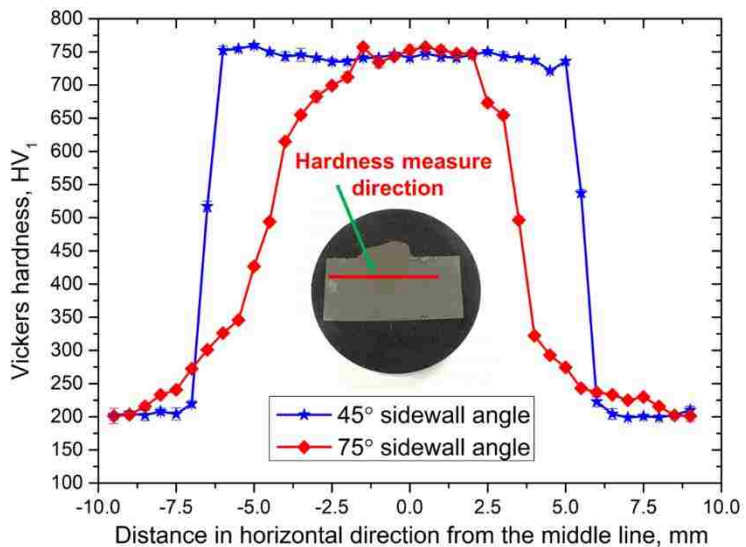 800
750
700
650
600
550
500
450
400
350
300
250
200
150
100
Vickers hardness, HV₁
Hardness measure
direction
45° sidewall angle
75° sidewall angle
-10.0 -7.5 -5.0 -2.5 0.0 2.5 5.0 7.5 10.0
Distance in horizontal direction from the middle line, mm